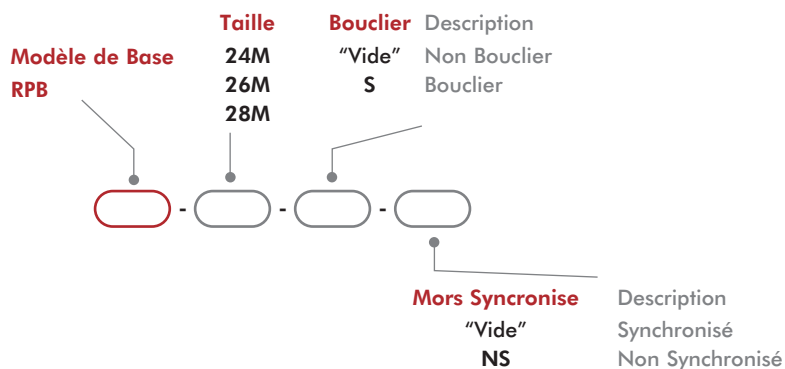 Taille Bouclier Description
Modèle de Base 24M “Vide” Non Bouclier
RPB 26M S Bouclier
28M
- - -
Mors Syncronise Description
“Vide” Synchronisé
NS Non Synchronisé